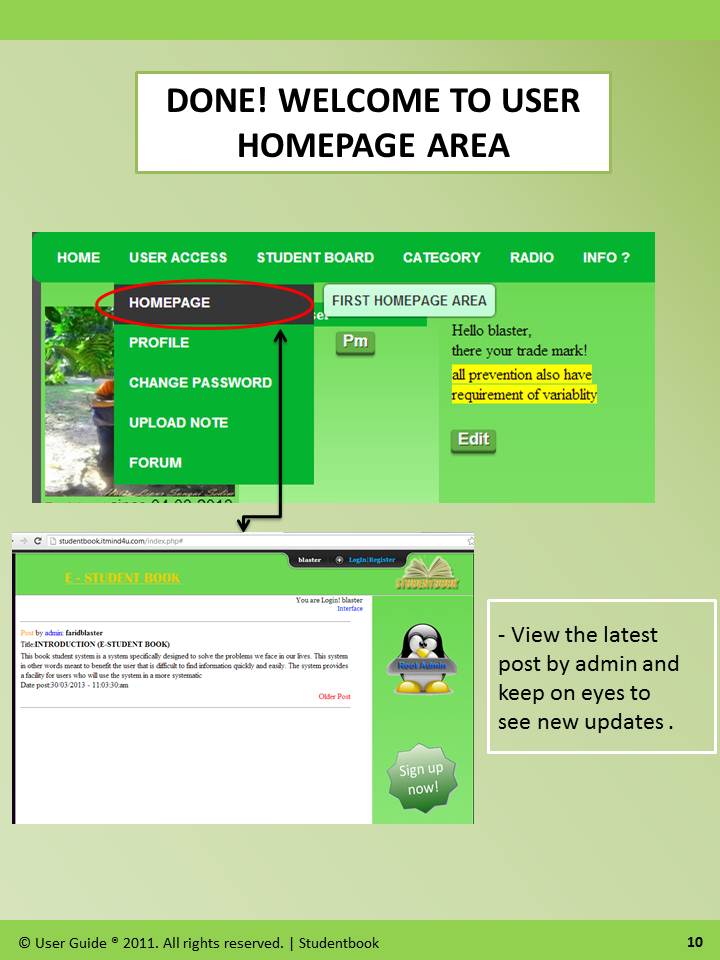 DONE! WELCOME TO USER
HOMEPAGE AREA
HOME USER ACCESS STUDENT BOARD CATEGORY RADIO INFO ?
HOMEPAGE
FIRST HOMEPAGE AREA
PROFILE
CHANGE PASSWORD
UPLOAD NOTE
FORUM
Pm
Hello blaster,
there your trade mark!
all prevention also have
requirement of variablity
Edit
studentbook.itmind4u.com/index.php#
blaster Login/Register
E - STUDENT BOOK
STUDENTBOOK
You are Login! blaster
Interface
Post by admin: faridblaster
Title:INTRODUCTION (E-STUDENT BOOK)
This book student system is a system specifically designed to solve the problems we face in our lives. This system
in other words meant to benefit the user that is difficult to find information quickly and easily. The system provides
a facility for users who will use the system in a more systematic
Date post:30/03/2013 - 11:03:30:am
Older Post
Root Admin
Sign up
now!
- View the latest
post by admin and
keep on eyes to
see new updates .
© User Guide ® 2011. All rights reserved. | Studentbook
10